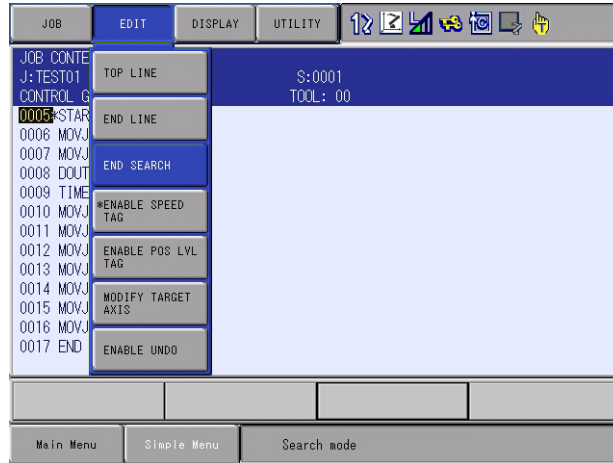 JOB EDIT DISPLAY UTILITY
JOB CONTE
J:TEST01 S:0001
CONTROL G TOOL: 00
0005 *STAR
0006 MOVJ
0007 MOVJ
0008 DOUT
0009 TIME
0010 MOVJ
0011 MOVJ
0012 MOVJ
0013 MOVJ
0014 MOVJ
0015 MOVJ
0016 MOVJ
0017 END
TOP LINE
END LINE
END SEARCH
*ENABLE SPEED
TAG
ENABLE POS LVL
TAG
MODIFY TARGET
AXIS
ENABLE UNDO
Main Menu Simple Menu Search mode